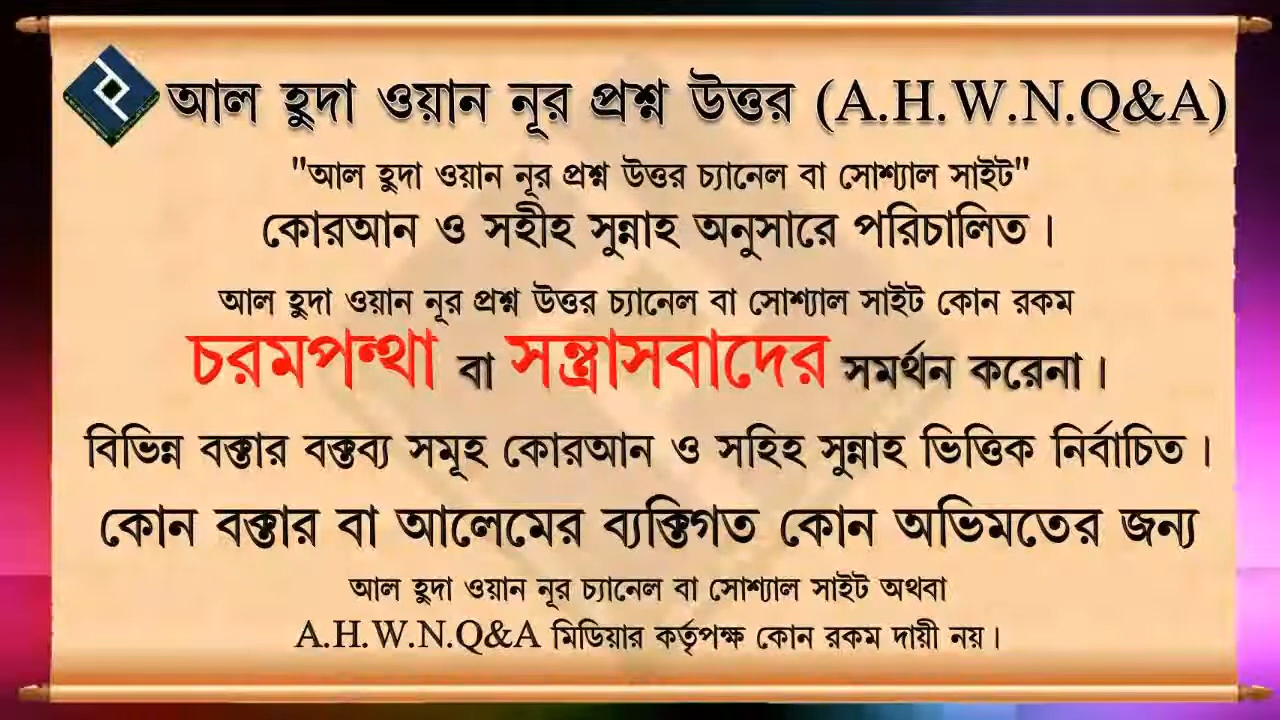 আল হুদা ওয়ান নূর প্রশ্ন উত্তর (A.H.W.N.Q&A)
"আল হুদা ওয়ান নূর প্রশ্ন উত্তর চ্যানেল বা সোশ্যাল সাইট"
কোরআন ও সহীহ সুন্নাহ অনুসারে পরিচালিত ।
আল হুদা ওয়ান নূর প্রশ্ন উত্তর চ্যানেল বা সোশ্যাল সাইট কোন রকম
চরমপন্থা বা সন্ত্রাসবাদের সমর্থন করেনা ।
বিভিন্ন বক্তার বক্তব্য সমূহ কোরআন ও সহিহ সুন্নাহ ভিত্তিক নির্বাচিত ।
কোন বক্তার বা আলেমের ব্যক্তিগত কোন অভিমতের জন্য
আল হুদা ওয়ান নূর চ্যানেল বা সোশ্যাল সাইট অথবা
A.H.W.N.Q&A মিডিয়ার কর্তৃপক্ষ কোন রকম দায়ী নয় ।